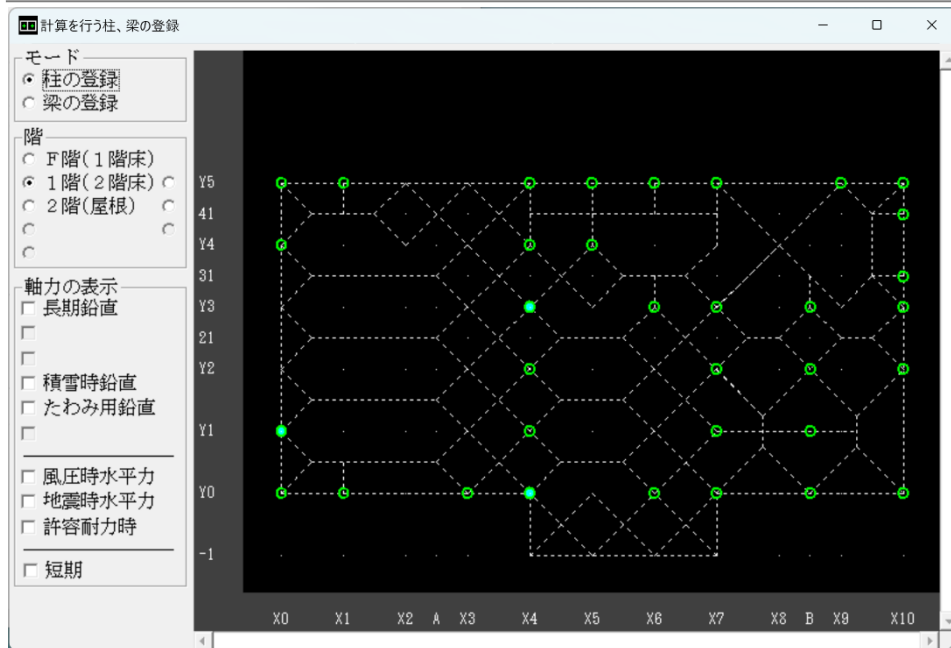 計算を行う柱、梁の登録
モード
柱の登録
梁の登録
階
F階(1階床)
1階(2階床)
2階(屋根)
軸力の表示
長期鉛直
積雪時鉛直
たわみ用鉛直
風圧時水平力
地震時水平力
許容耐力時
短期
Y5
41
Y4
31
Y3
21
Y2
Y1
Y0
-1
X0 X1 X2 A X3 X4 X5 X6 X7 X8 B X9 X10